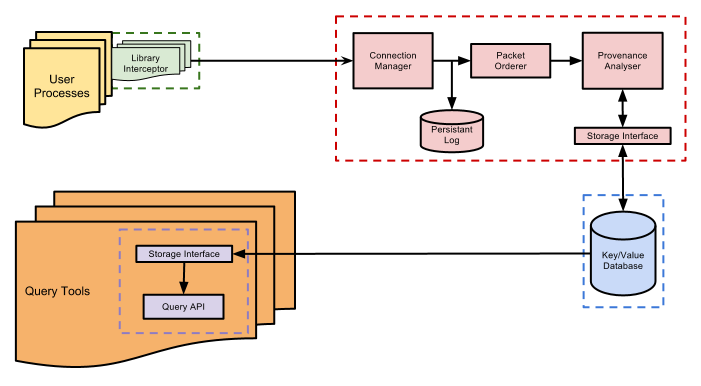 User
Processes
Library
Interceptor
Connection
Manager
Packet
Orderer
Provenance
Analyser
Persistant
Log
Storage Interface
Key/Value
Database
Query Tools
Storage Interface
Query API